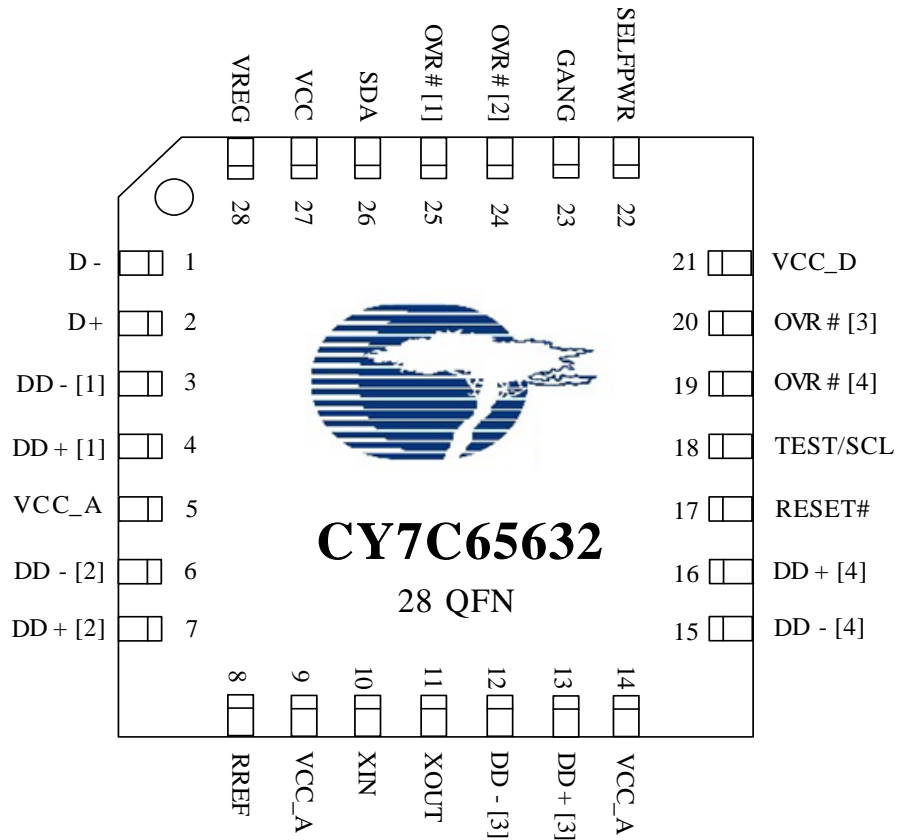 VREG
VCC
SDA
OVR # [1]
OVR # [2]
GANG
SELFPWR
28
27
26
25
24
23
22
D - 1
D+ 2
DD - [1] 3
DD + [1] 4
VCC_A 5
DD - [2] 6
DD + [2] 7
21 VCC_D
20 OVR # [3]
19 OVR # [4]
18 TEST/SCL
17 RESET#
16 DD + [4]
15 DD - [4]
CY7C65632
28 QFN
8
9
10
11
12
13
14
RREF
VCC_A
XIN
XOUT
DD - [3]
DD + [3]
VCC_A